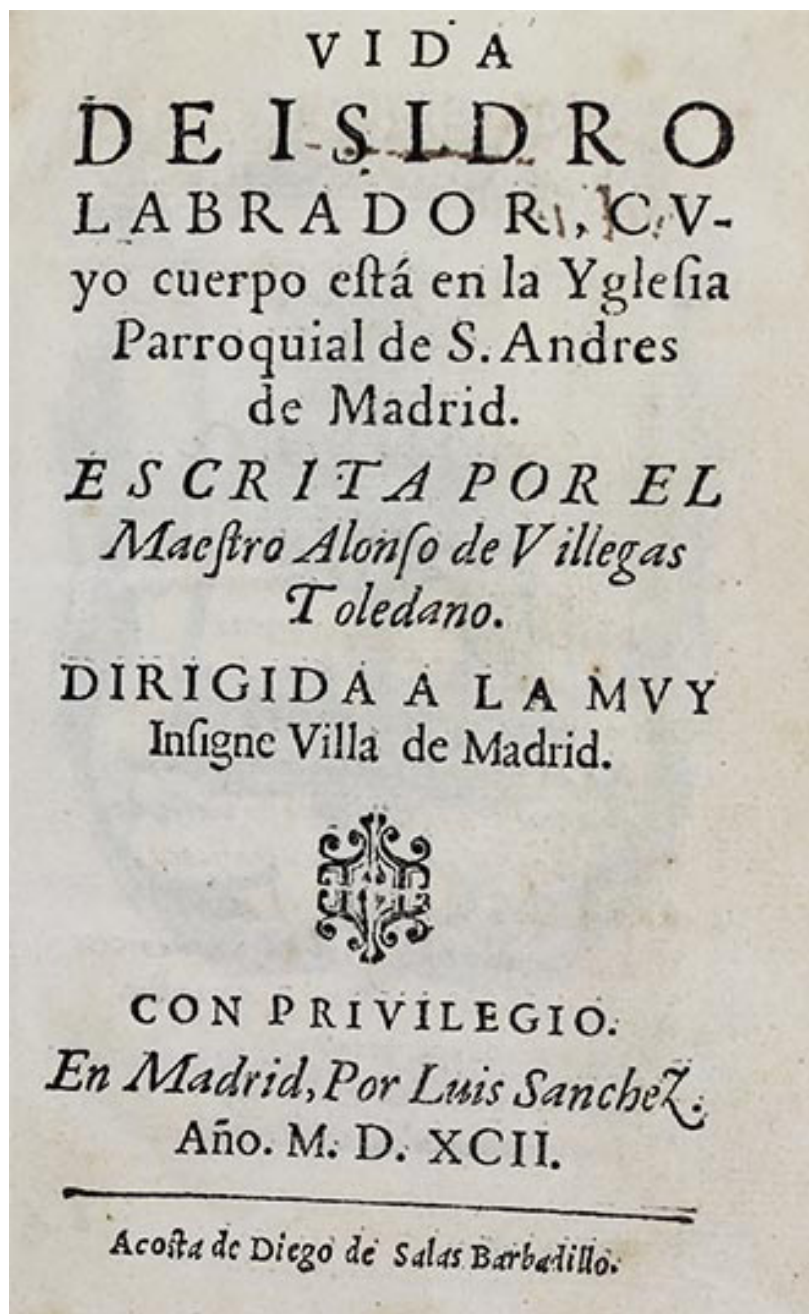 VIDA
DE ISIDRO
LABRADOR, CV-
yo cuerpo eſtá en la Ygleſia
Parroquial de S. Andres
de Madrid.
ESCRITA POR EL
Maeſtro Alonſo de Villegas
Toledano.
DIRIGIDA A LA MVY
Inſigne Villa de Madrid.
CON PRIVILEGIO.
En Madrid, Por Luis Sanchez.
Año. M. D. XCII.
Acoſta de Diego de Salas Barbadillo.